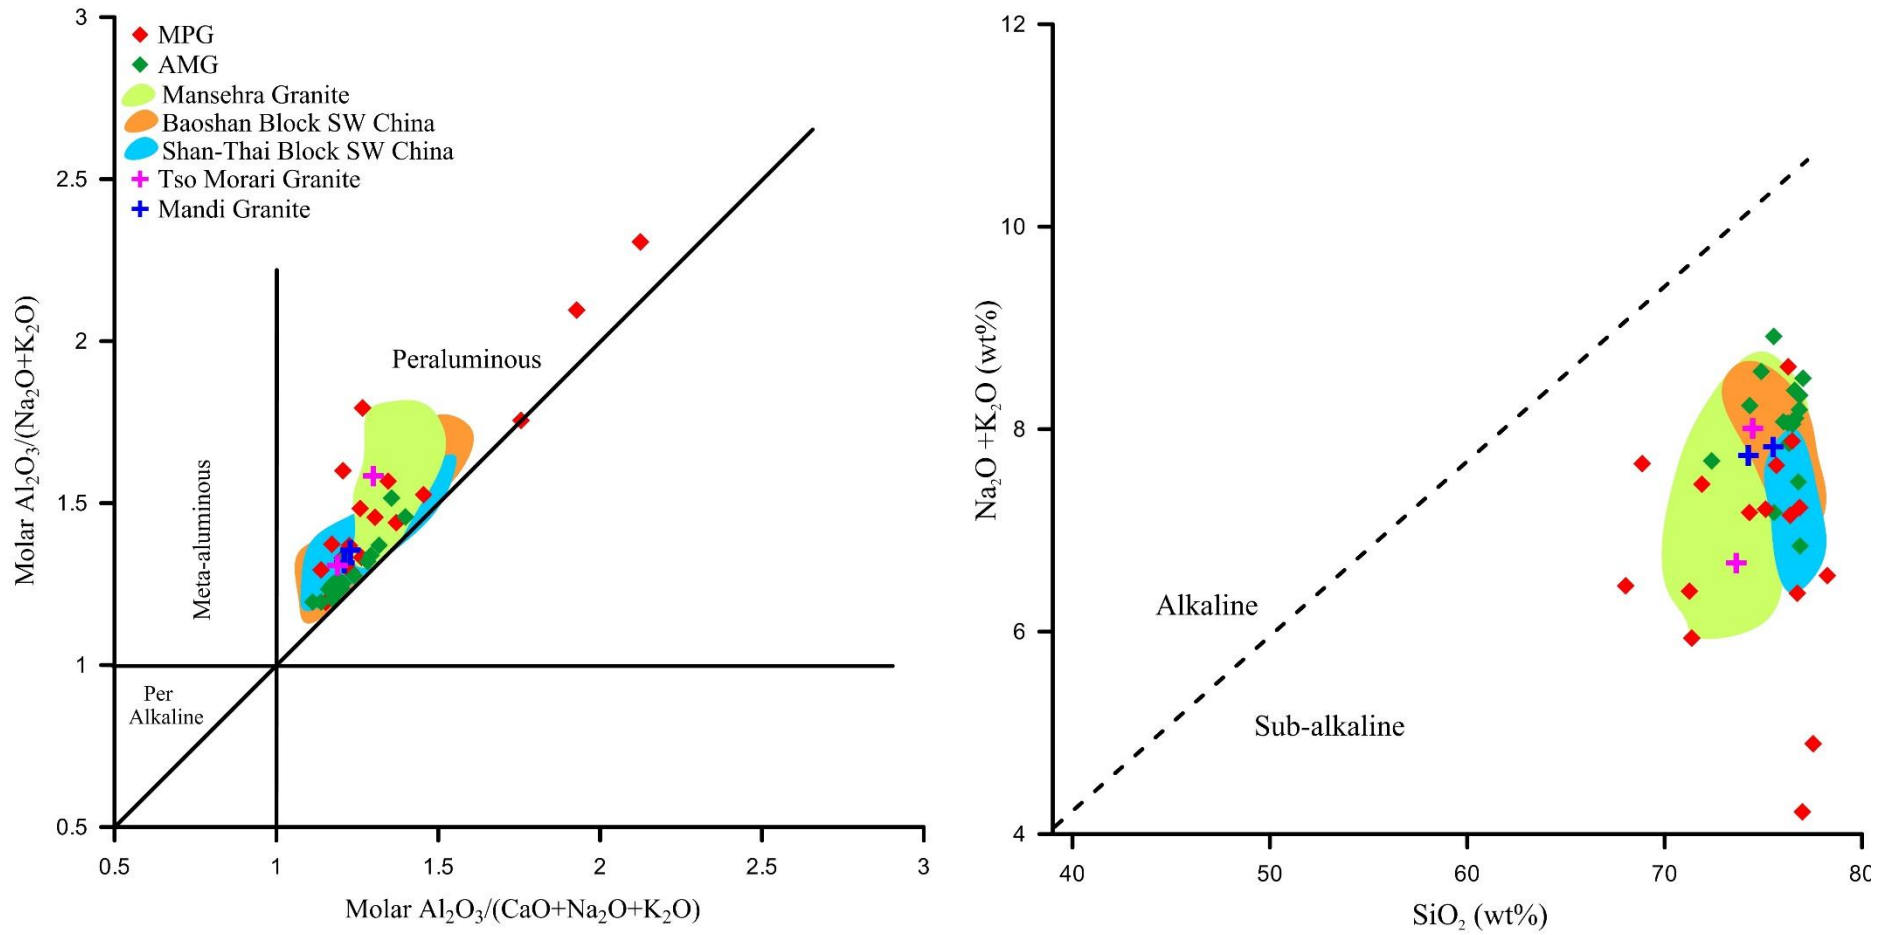 3
2.5
2
1.5
1
0.5
Molar Al₂O₃/(Na₂O+K₂O)
MPG
AMG
Mansehra Granite
Baoshan Block SW China
Shan-Thai Block SW China
Tso Morari Granite
Mandi Granite
Peraluminous
Meta-aluminous
Per
Alkaline
0.5 1 1.5 2 2.5 3
Molar Al₂O₃/(CaO+Na₂O+K₂O)
12
10
8
6
4
Na₂O +K₂O (wt%)
Alkaline
Sub-alkaline
40 50 60 70 80
SiO₂ (wt%)